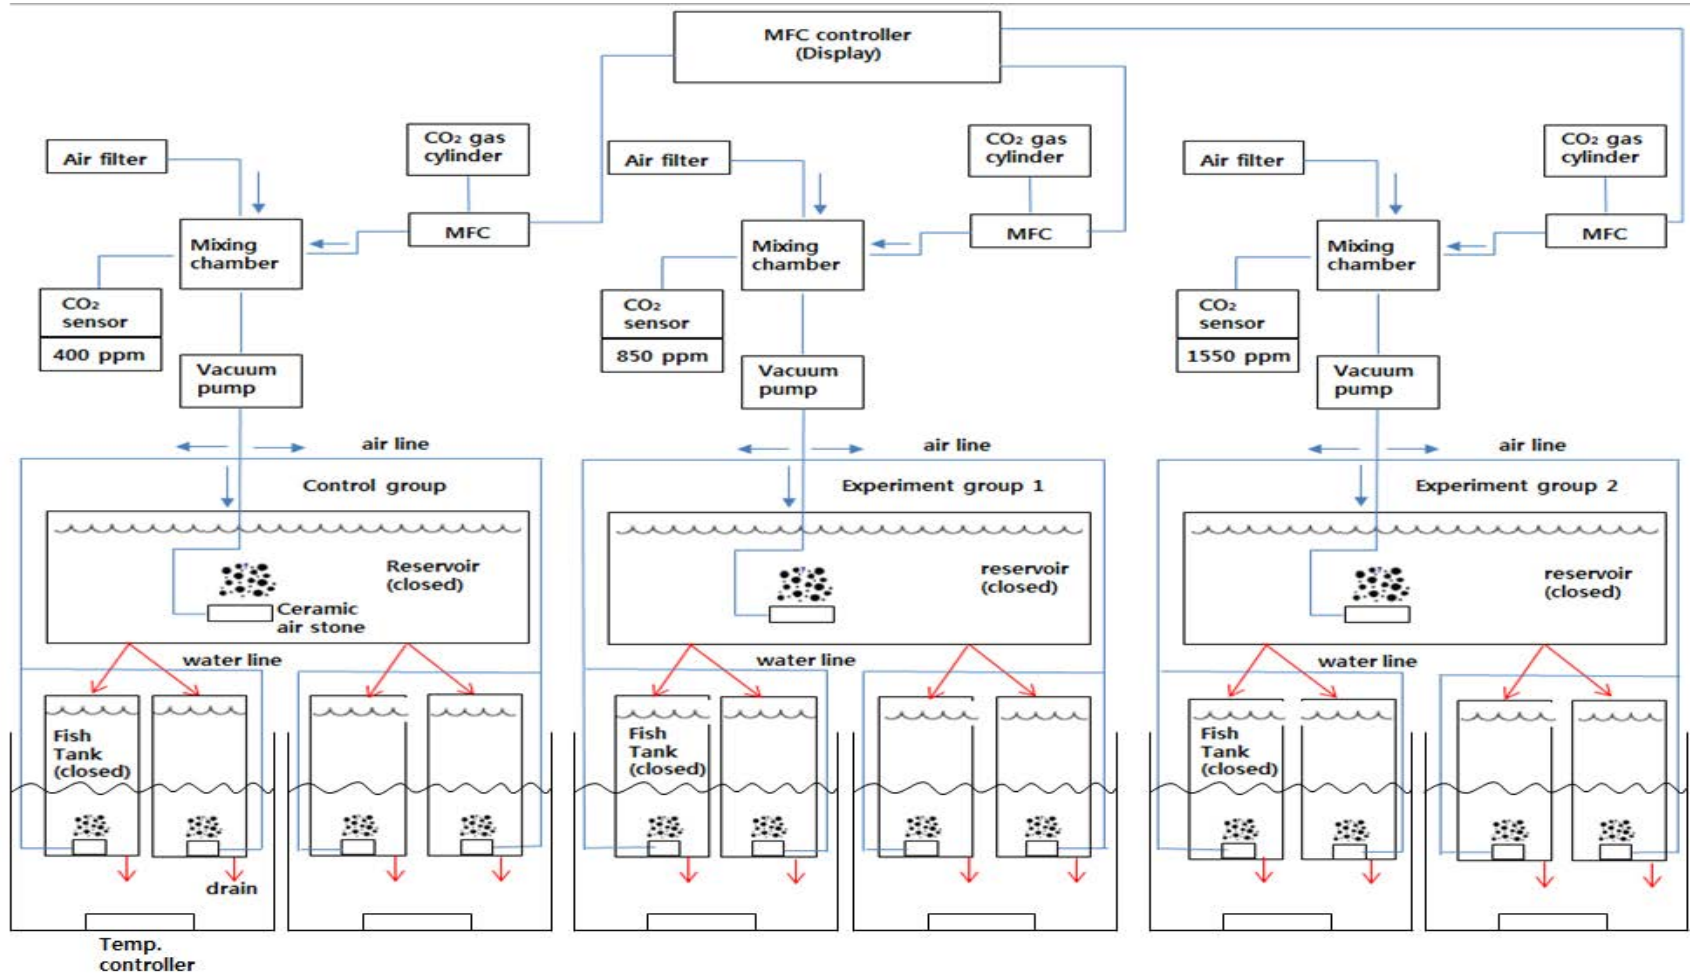 MFC controller
(Display)
Air filter
CO₂ gas
cylinder
Air filter
CO₂ gas
cylinder
Air filter
CO₂ gas
cylinder
MFC
MFC
MFC
Mixing
chamber
Mixing
chamber
Mixing
chamber
CO₂
sensor
400 ppm
CO₂
sensor
850 ppm
CO₂
sensor
1550 ppm
Vacuum
pump
Vacuum
pump
Vacuum
pump
air line
air line
air line
Control group
Experiment group 1
Experiment group 2
Reservoir
(closed)
Ceramic
air stone
reservoir
(closed)
reservoir
(closed)
water line
water line
water line
Fish
Tank
(closed)
Fish
Tank
(closed)
Fish
Tank
(closed)
drain
Temp.
controller